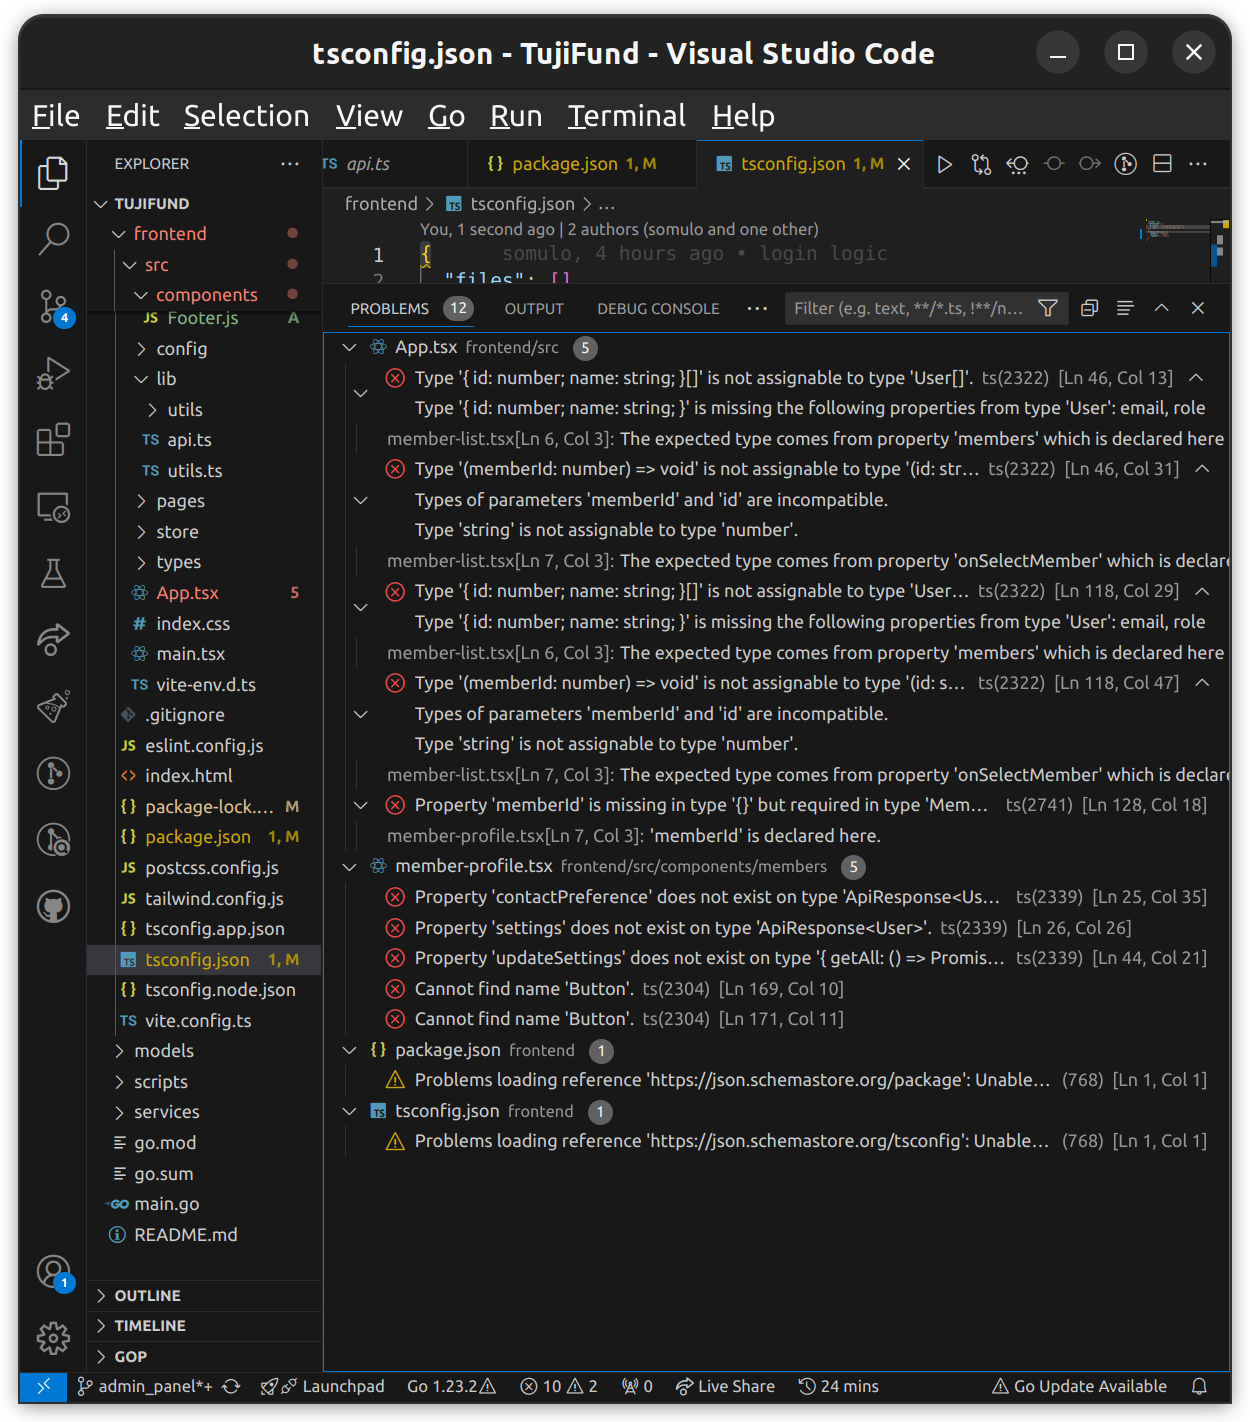 tsconfig.json - TujiFund - Visual Studio Code
File Edit Selection View Go Run Terminal Help
EXPLORER
TUJIFUND
frontend
src
components
JS Footer.js A
config
lib
utils
TS api.ts
TS utils.ts
pages
store
types
App.tsx 5
# index.css
main.tsx
TS vite-env.d.ts
.gitignore
JS eslint.config.js
<> index.html
{} package-lock.... M
{} package.json 1, M
JS postcss.config.js
JS tailwind.config.js
{} tsconfig.app.json
TS tsconfig.json 1, M
{} tsconfig.node.json
TS vite.config.ts
models
scripts
services
go.mod
go.sum
GO main.go
README.md
OUTLINE
TIMELINE
GOP
4
1
TS api.ts
{} package.json 1, M
TS tsconfig.json 1, M
frontend > TS tsconfig.json > ...
You, 1 second ago | 2 authors (somulo and one other)
1 { somulo, 4 hours ago • login logic
2 "files": []
PROBLEMS 12 OUTPUT DEBUG CONSOLE ... Filter (e.g. text, **/*.ts, !**/n...
App.tsx frontend/src 5
Type '{ id: number; name: string; }[]' is not assignable to type 'User[]'. ts(2322) [Ln 46, Col 13]
Type '{ id: number; name: string; }' is missing the following properties from type 'User': email, role
member-list.tsx[Ln 6, Col 3]: The expected type comes from property 'members' which is declared here
Type '(memberId: number) => void' is not assignable to type '(id: str... ts(2322) [Ln 46, Col 31]
Types of parameters 'memberId' and 'id' are incompatible.
Type 'string' is not assignable to type 'number'.
member-list.tsx[Ln 7, Col 3]: The expected type comes from property 'onSelectMember' which is declare
Type '{ id: number; name: string; }[]' is not assignable to type 'User... ts(2322) [Ln 118, Col 29]
Type '{ id: number; name: string; }' is missing the following properties from type 'User': email, role
member-list.tsx[Ln 6, Col 3]: The expected type comes from property 'members' which is declared here
Type '(memberId: number) => void' is not assignable to type '(id: s... ts(2322) [Ln 118, Col 47]
Types of parameters 'memberId' and 'id' are incompatible.
Type 'string' is not assignable to type 'number'.
member-list.tsx[Ln 7, Col 3]: The expected type comes from property 'onSelectMember' which is declare
Property 'memberId' is missing in type '{}' but required in type 'Mem... ts(2741) [Ln 128, Col 18]
member-profile.tsx[Ln 7, Col 3]: 'memberId' is declared here.
member-profile.tsx frontend/src/components/members 5
Property 'contactPreference' does not exist on type 'ApiResponse<Us... ts(2339) [Ln 25, Col 35]
Property 'settings' does not exist on type 'ApiResponse<User>'. ts(2339) [Ln 26, Col 26]
Property 'updateSettings' does not exist on type '{ getAll: () => Promis... ts(2339) [Ln 44, Col 21]
Cannot find name 'Button'. ts(2304) [Ln 169, Col 10]
Cannot find name 'Button'. ts(2304) [Ln 171, Col 11]
{} package.json frontend 1
Problems loading reference 'https://json.schemastore.org/package': Unable... (768) [Ln 1, Col 1]
TS tsconfig.json frontend 1
Problems loading reference 'https://json.schemastore.org/tsconfig': Unable... (768) [Ln 1, Col 1]
admin_panel*+ Launchpad Go 1.23.2 10 2 0 Live Share 24 mins Go Update Available